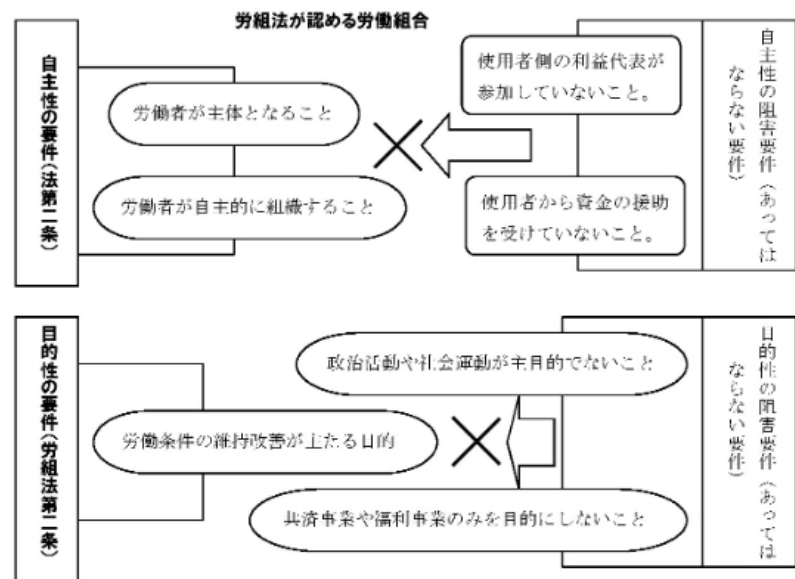 労組法が認める労働組合
自主性の要件(法第二条)
労働者が主体となること
労働者が自主的に組織すること
使用者側の利益代表が
参加していないこと。
使用者から資金の援助
を受けていないこと。
自主性の阻害要件(あっては
ならない要件)
目的性の要件(労組法第二条)
労働条件の維持改善が主たる目的
政治活動や社会運動が主目的でないこと
共済事業や福利事業のみを目的にしないこと
目的性の阻害要件(あっては
ならない要件)